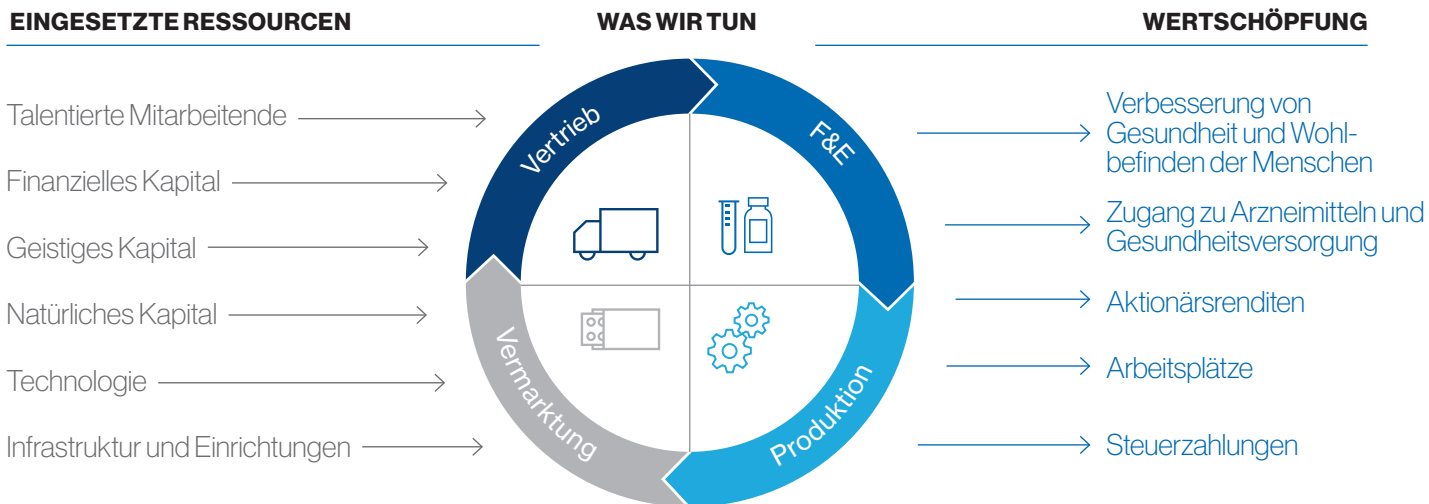 EINGESETZTE RESSOURCEN
Talentierte Mitarbeitende
Finanzielles Kapital
Geistiges Kapital
Natürliches Kapital
Technologie
Infrastruktur und Einrichtungen
WAS WIR TUN
Vertrieb
F&E
Vermarktung
Produktion
WERTSCHÖPFUNG
Verbesserung von
Gesundheit und Wohl-
befinden der Menschen
Zugang zu Arzneimitteln und
Gesundheitsversorgung
Aktionärsrenditen
Arbeitsplätze
Steuerzahlungen